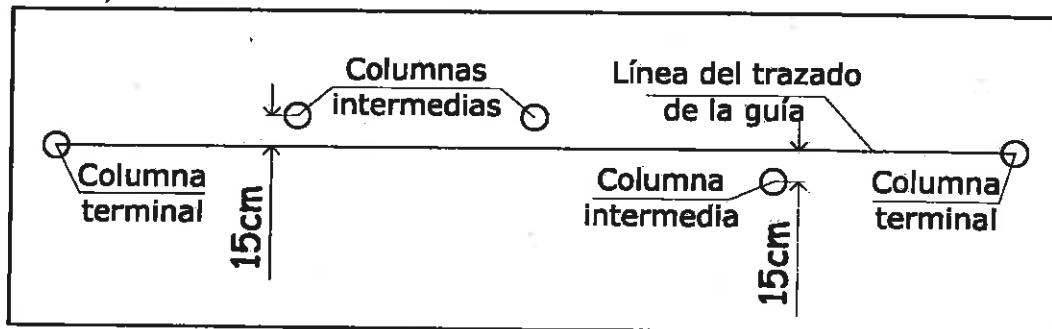 Columnas
intermedias
Línea del trazado
de la guía
Columna
terminal
15cm
Columna
intermedia
15cm
Columna
terminal